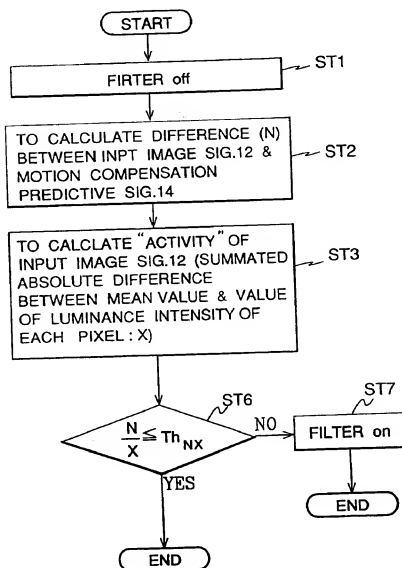 START
FIRTER off
ST1
TO CALCULATE DIFFERENCE (N)
BETWEEN INPT IMAGE SIG.12 &
MOTION COMPENSATION
PREDICTIVE SIG.14
ST2
TO CALCLATE "ACTIVITY" OF
INPUT IMAGE SIG.12 (SUMMATED
ABSOLUTE DIFFERENCE
BETWEEN MEAN VALUE & VALUE
OF LUMINANCE INTENSITY OF
EACH PIXEL : X)
ST3
N
X
≦ Th NX
ST6
NO
YES
ST7
FILTER on
END
END